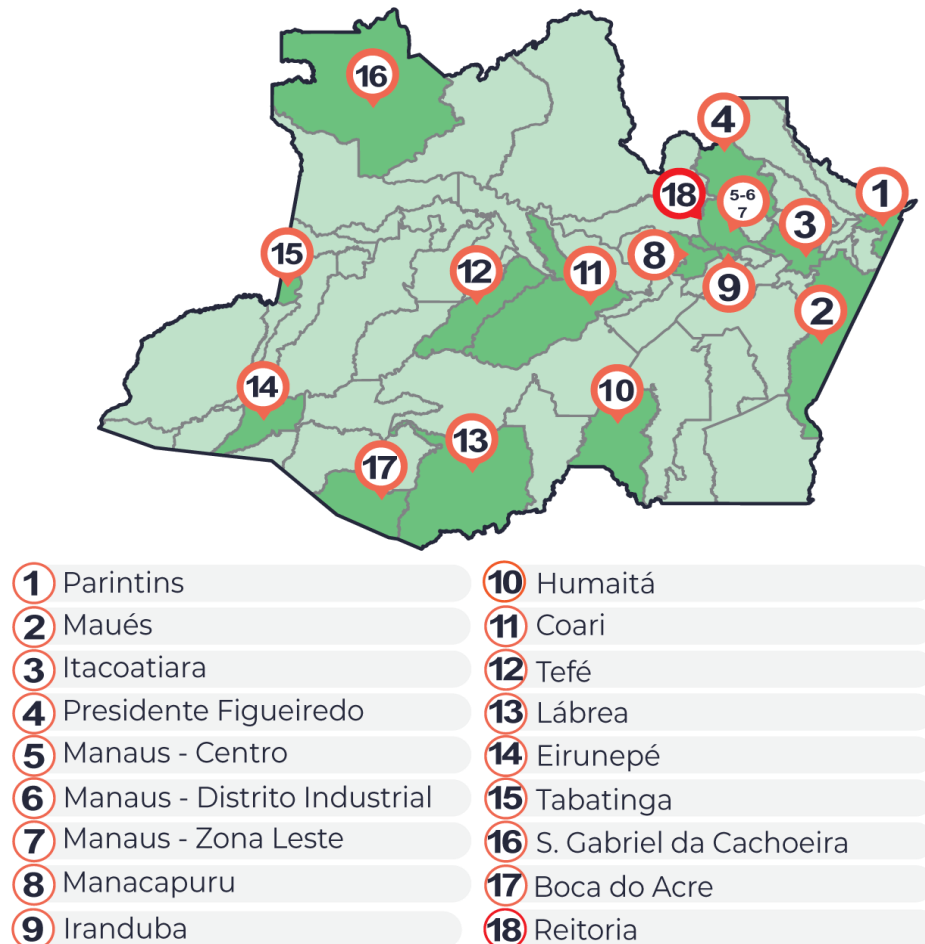 16
4
18
5-6
7
1
3
15
12
11
8
9
2
14
10
13
17
1 Parintins
2 Maués
3 Itacoatiara
4 Presidente Figueiredo
5 Manaus - Centro
6 Manaus - Distrito Industrial
7 Manaus - Zona Leste
8 Manacapuru
9 Iranduba
10 Humaitá
11 Coari
12 Tefé
13 Lábrea
14 Eirunepé
15 Tabatinga
16 S. Gabriel da Cachoeira
17 Boca do Acre
18 Reitoria